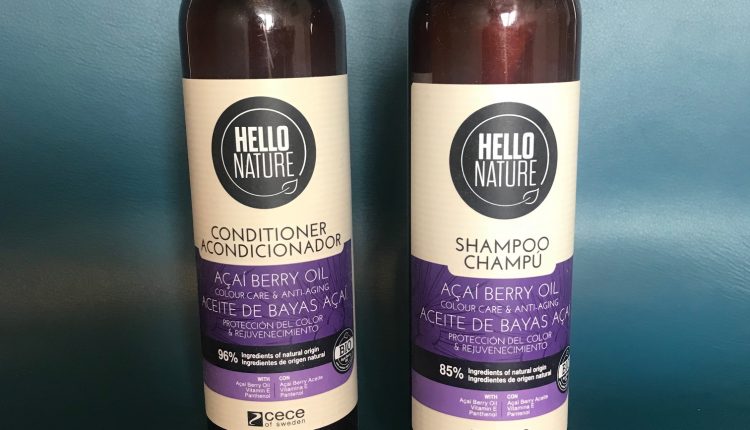 HELLO
NATURE
CONDITIONER
ACONDICIONADOR
AÇAÍ BERRY OIL
COLOUR CARE & ANTI-AGING
ACEITE DE BAYAS AÇAÍ
PROTECCIÓN DEL COLOR
& REJUVENECIMIENTO
96% Ingredients of natural origin
Ingredientes de origen natural
BIO
WITH
Açaí Berry Oil
Vitamin E
Panthenol
CON
Açaí Berry Aceite
Vitamina E
Pantenol
cece
of sweden
HELLO
NATURE
SHAMPOO
CHAMPÚ
AÇAÍ BERRY OIL
COLOUR CARE & ANTI-AGING
ACEITE DE BAYAS AÇAÍ
PROTECCIÓN DEL COLOR
& REJUVENECIMIENTO
85% Ingredients of natural origin
Ingredientes de origen natural
WITH
Açaí Berry Oil
Vitamin E
Panthenol
CON
Açaí Berry Aceite
Vitamina E
Pantenol
cece
of sweden